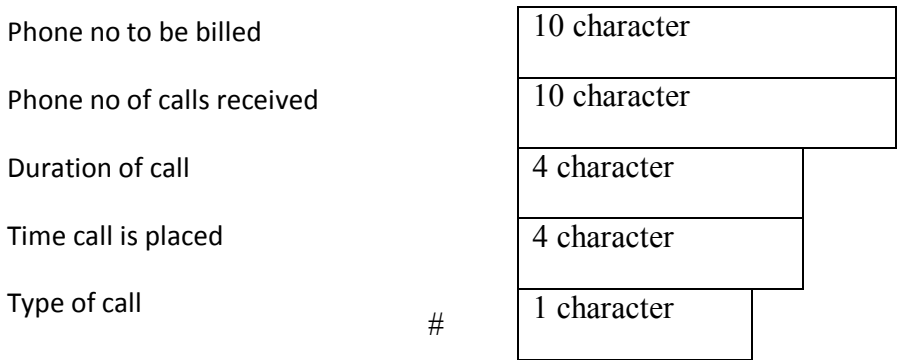 Phone no to be billed 10 character
Phone no of calls received 10 character
Duration of call 4 character
Time call is placed 4 character
Type of call # 1 character